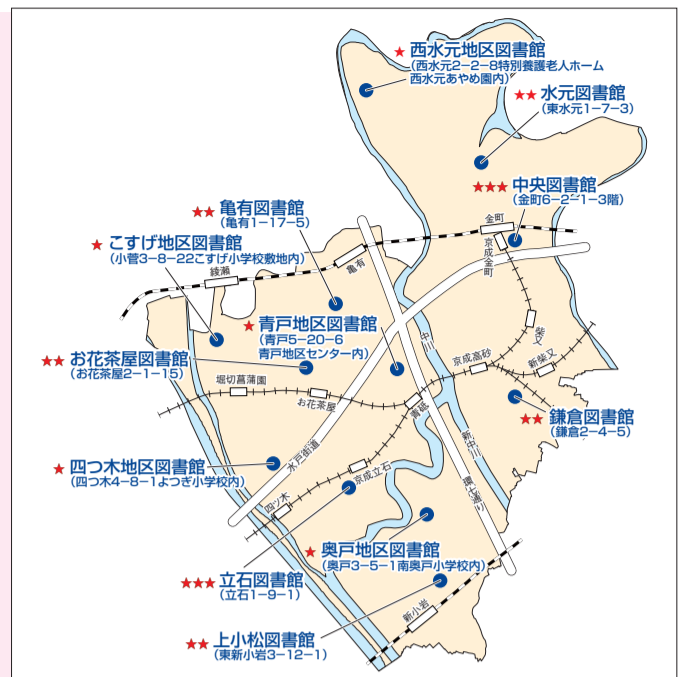 ★ 西水元地区図書館
(西水元2−2−8特別養護老人ホーム
西水元あやめ園内)
★★ 水元図書館
(東水元1−7−3)
★★★ 中央図書館
(金町6−2−1−3階)
金町
京成金町
★★ 亀有図書館
(亀有1−17−5)
★ こすげ地区図書館
(小菅3−8−22こすげ小学校敷地内)
綾瀬
亀有
★ 青戸地区図書館
(青戸5−20−6
青戸地区センター内)
中川
柴又
京成高砂
新柴又
★★ お花茶屋図書館
(お花茶屋2−1−15)
堀切菖蒲園
お花茶屋
青砥
鎌倉図書館
★★ (鎌倉2−4−5)
新中川
水戸街道
★ 四つ木地区図書館
(四つ木4−8−1よつぎ小学校内)
京成立石
環七通り
四ツ木
★ 奥戸地区図書館
(奥戸3−5−1南奥戸小学校内)
★★★ 立石図書館
(立石1−9−1)
新小岩
★★ 上小松図書館
(東新小岩3−12−1)